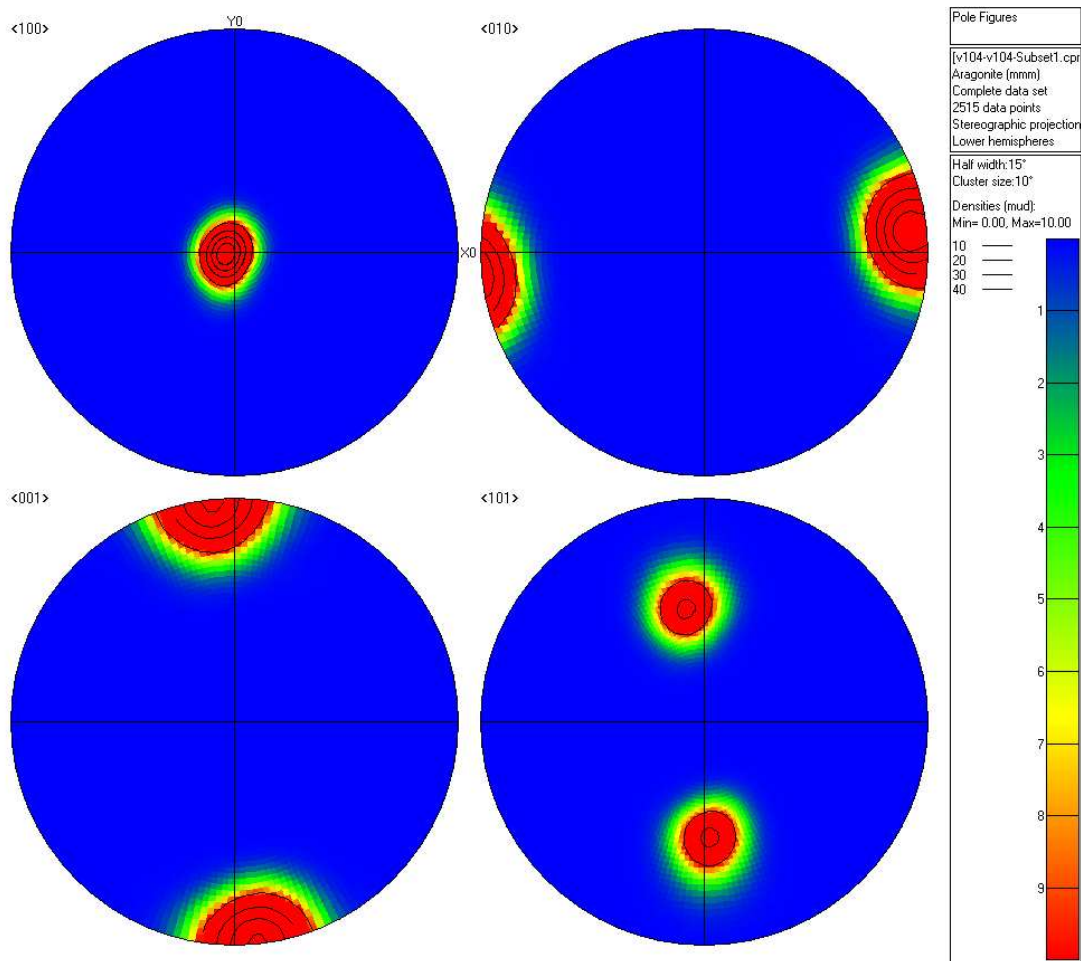 <100>
Y0
X0
<010>
<001>
<101>
Pole Figures
[v104-v104-Subset1.cpr
Aragonite (mmm)
Complete data set
2515 data points
Stereographic projection
Lower hemispheres
Half width:15°
Cluster size:10°
Densities (mud):
Min= 0.00, Max=10.00
10
20
30
40
1
2
3
4
5
6
7
8
9